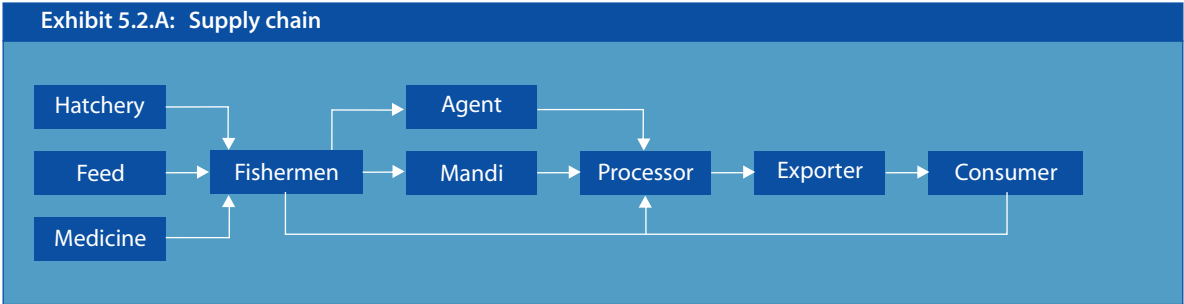 Exhibit 5.2.A: Supply chain
Hatchery
Agent
Feed
Fishermen
Mandi
Processor
Exporter
Consumer
Medicine